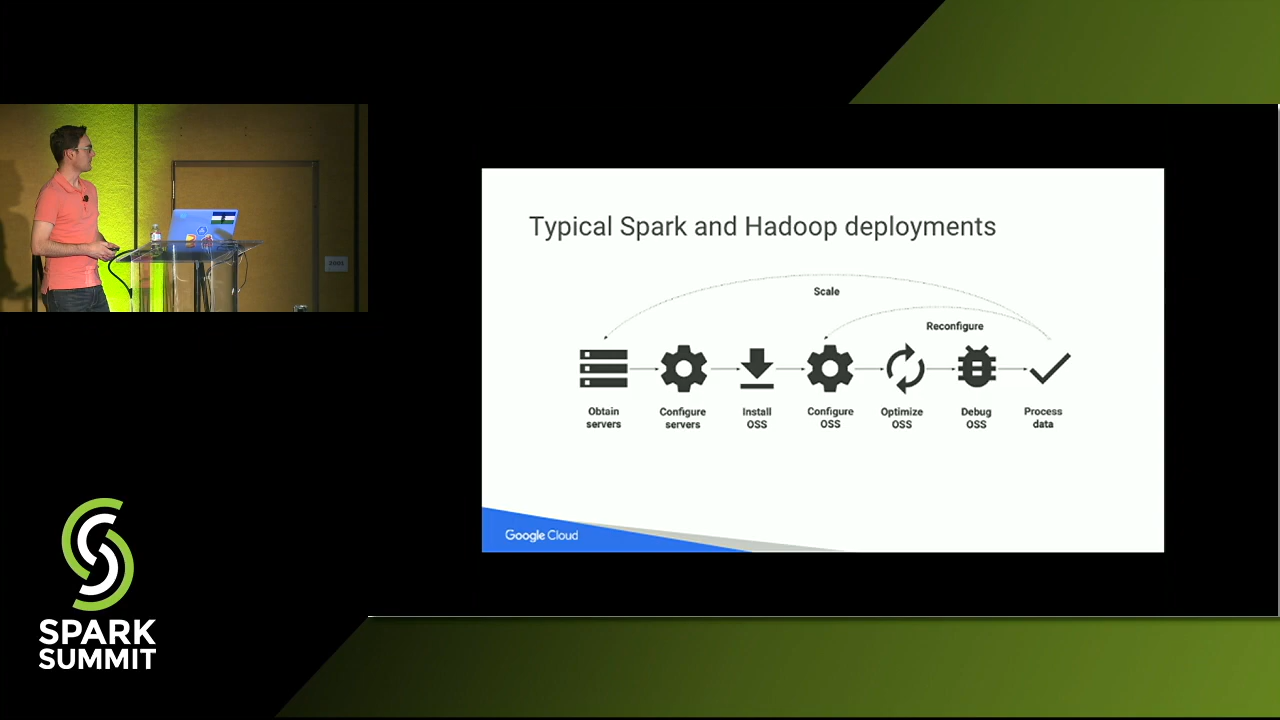 Typical Spark and Hadoop deployments
Scale
Reconfigure
Obtain
servers
Configure
servers
Install
OSS
Configure
OSS
Optimize
OSS
Debug
OSS
Process
data
Google Cloud
SPARK
SUMMIT